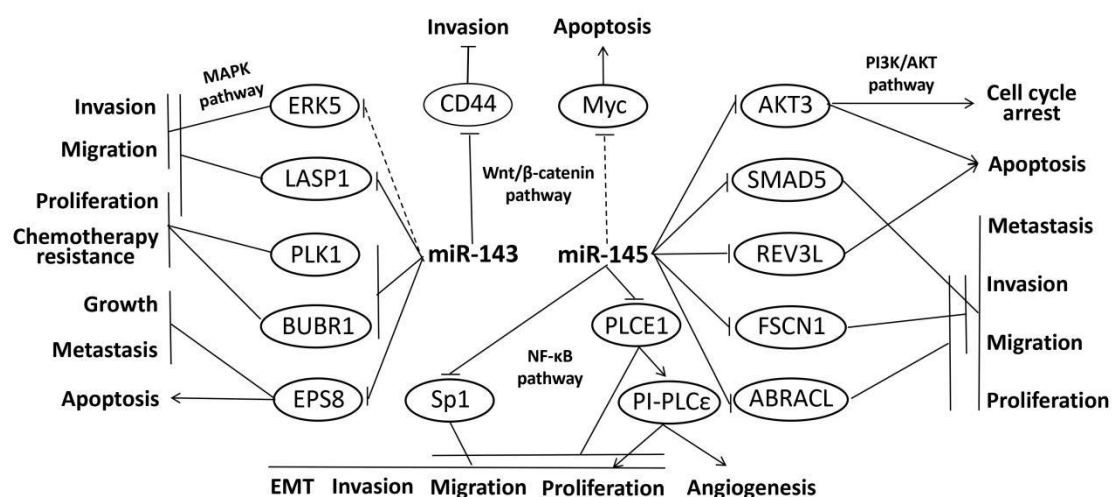 Invasion
Apoptosis
MAPK
pathway
PI3K/AKT
pathway
Invasion
ERK5
CD44
Myc
AKT3
Cell cycle
arrest
Migration
LASP1
Wnt/β-catenin
pathway
SMAD5
Apoptosis
Proliferation
Chemotherapy
resistance
PLK1
miR-143
miR-145
REV3L
Metastasis
Growth
BUBR1
PLCE1
FSCN1
Invasion
Metastasis
NF-κB
pathway
Migration
Apoptosis
EPS8
Sp1
PI-PLCε
ABRACL
Proliferation
EMT Invasion Migration Proliferation Angiogenesis